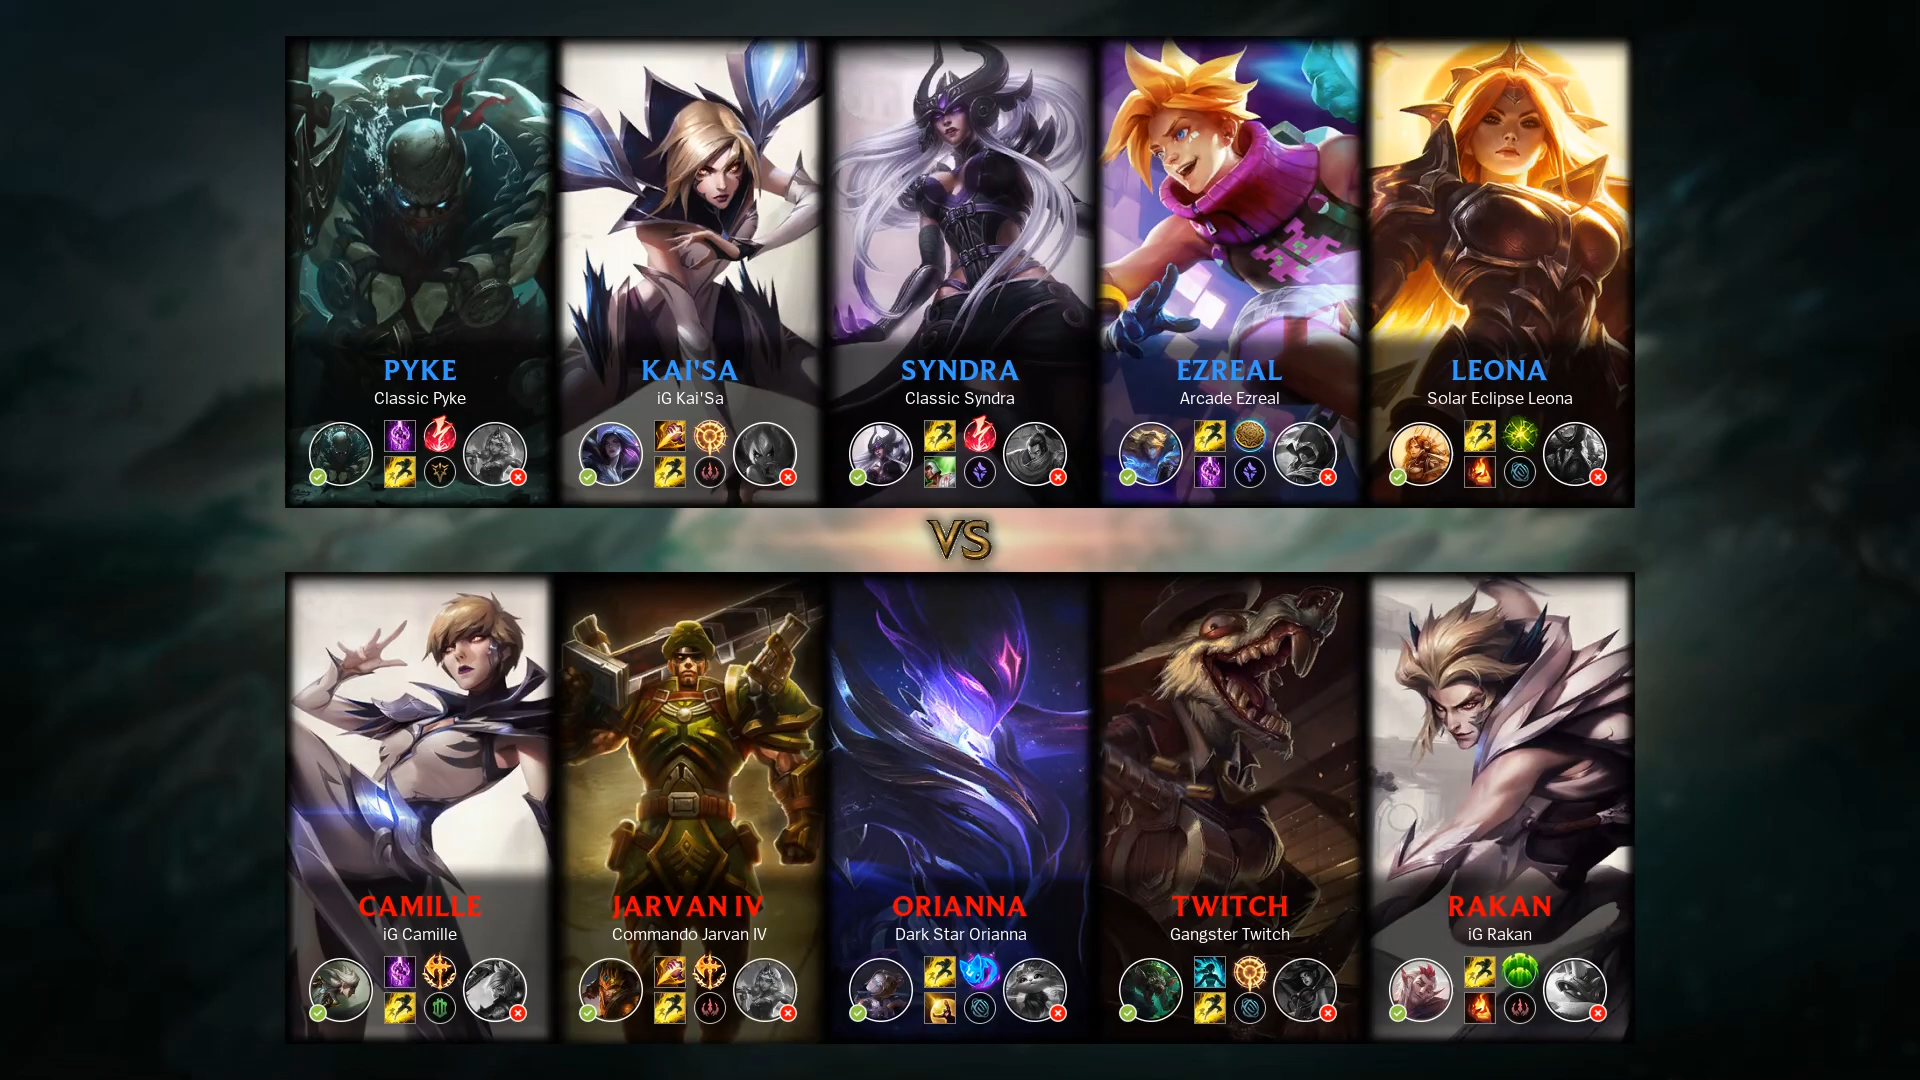 PYKE
Classic Pyke
KAI'SA
iG Kai'Sa
SYNDRA
Classic Syndra
EZREAL
Arcade Ezreal
LEONA
Solar Eclipse Leona
VS
CAMILLE
iG Camille
JARVAN IV
Commando Jarvan IV
ORIANNA
Dark Star Orianna
TWITCH
Gangster Twitch
RAKAN
iG Rakan